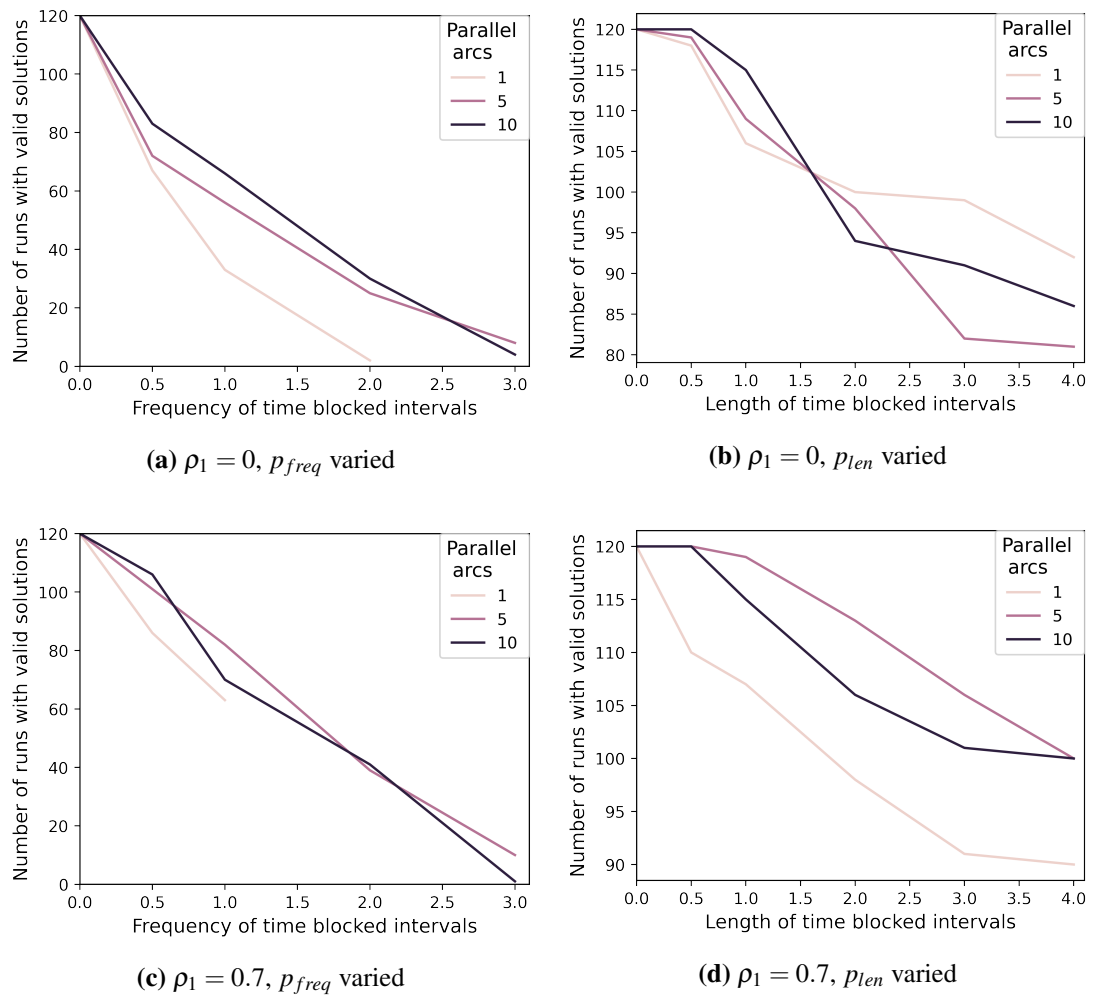 Number of runs with valid solutions
120
100
80
60
40
20
0
0.0 0.5 1.0 1.5 2.0 2.5 3.0
Frequency of time blocked intervals
Parallel
arcs
1
5
10
(a) ρ₁ = 0, p_freq varied
Number of runs with valid solutions
120
115
110
105
100
95
90
85
80
0.0 0.5 1.0 1.5 2.0 2.5 3.0 3.5 4.0
Length of time blocked intervals
Parallel
arcs
1
5
10
(b) ρ₁ = 0, p_len varied
Number of runs with valid solutions
120
100
80
60
40
20
0
0.0 0.5 1.0 1.5 2.0 2.5 3.0
Frequency of time blocked intervals
Parallel
arcs
1
5
10
(c) ρ₁ = 0.7, p_freq varied
Number of runs with valid solutions
120
115
110
105
100
95
90
0.0 0.5 1.0 1.5 2.0 2.5 3.0 3.5 4.0
Length of time blocked intervals
Parallel
arcs
1
5
10
(d) ρ₁ = 0.7, p_len varied